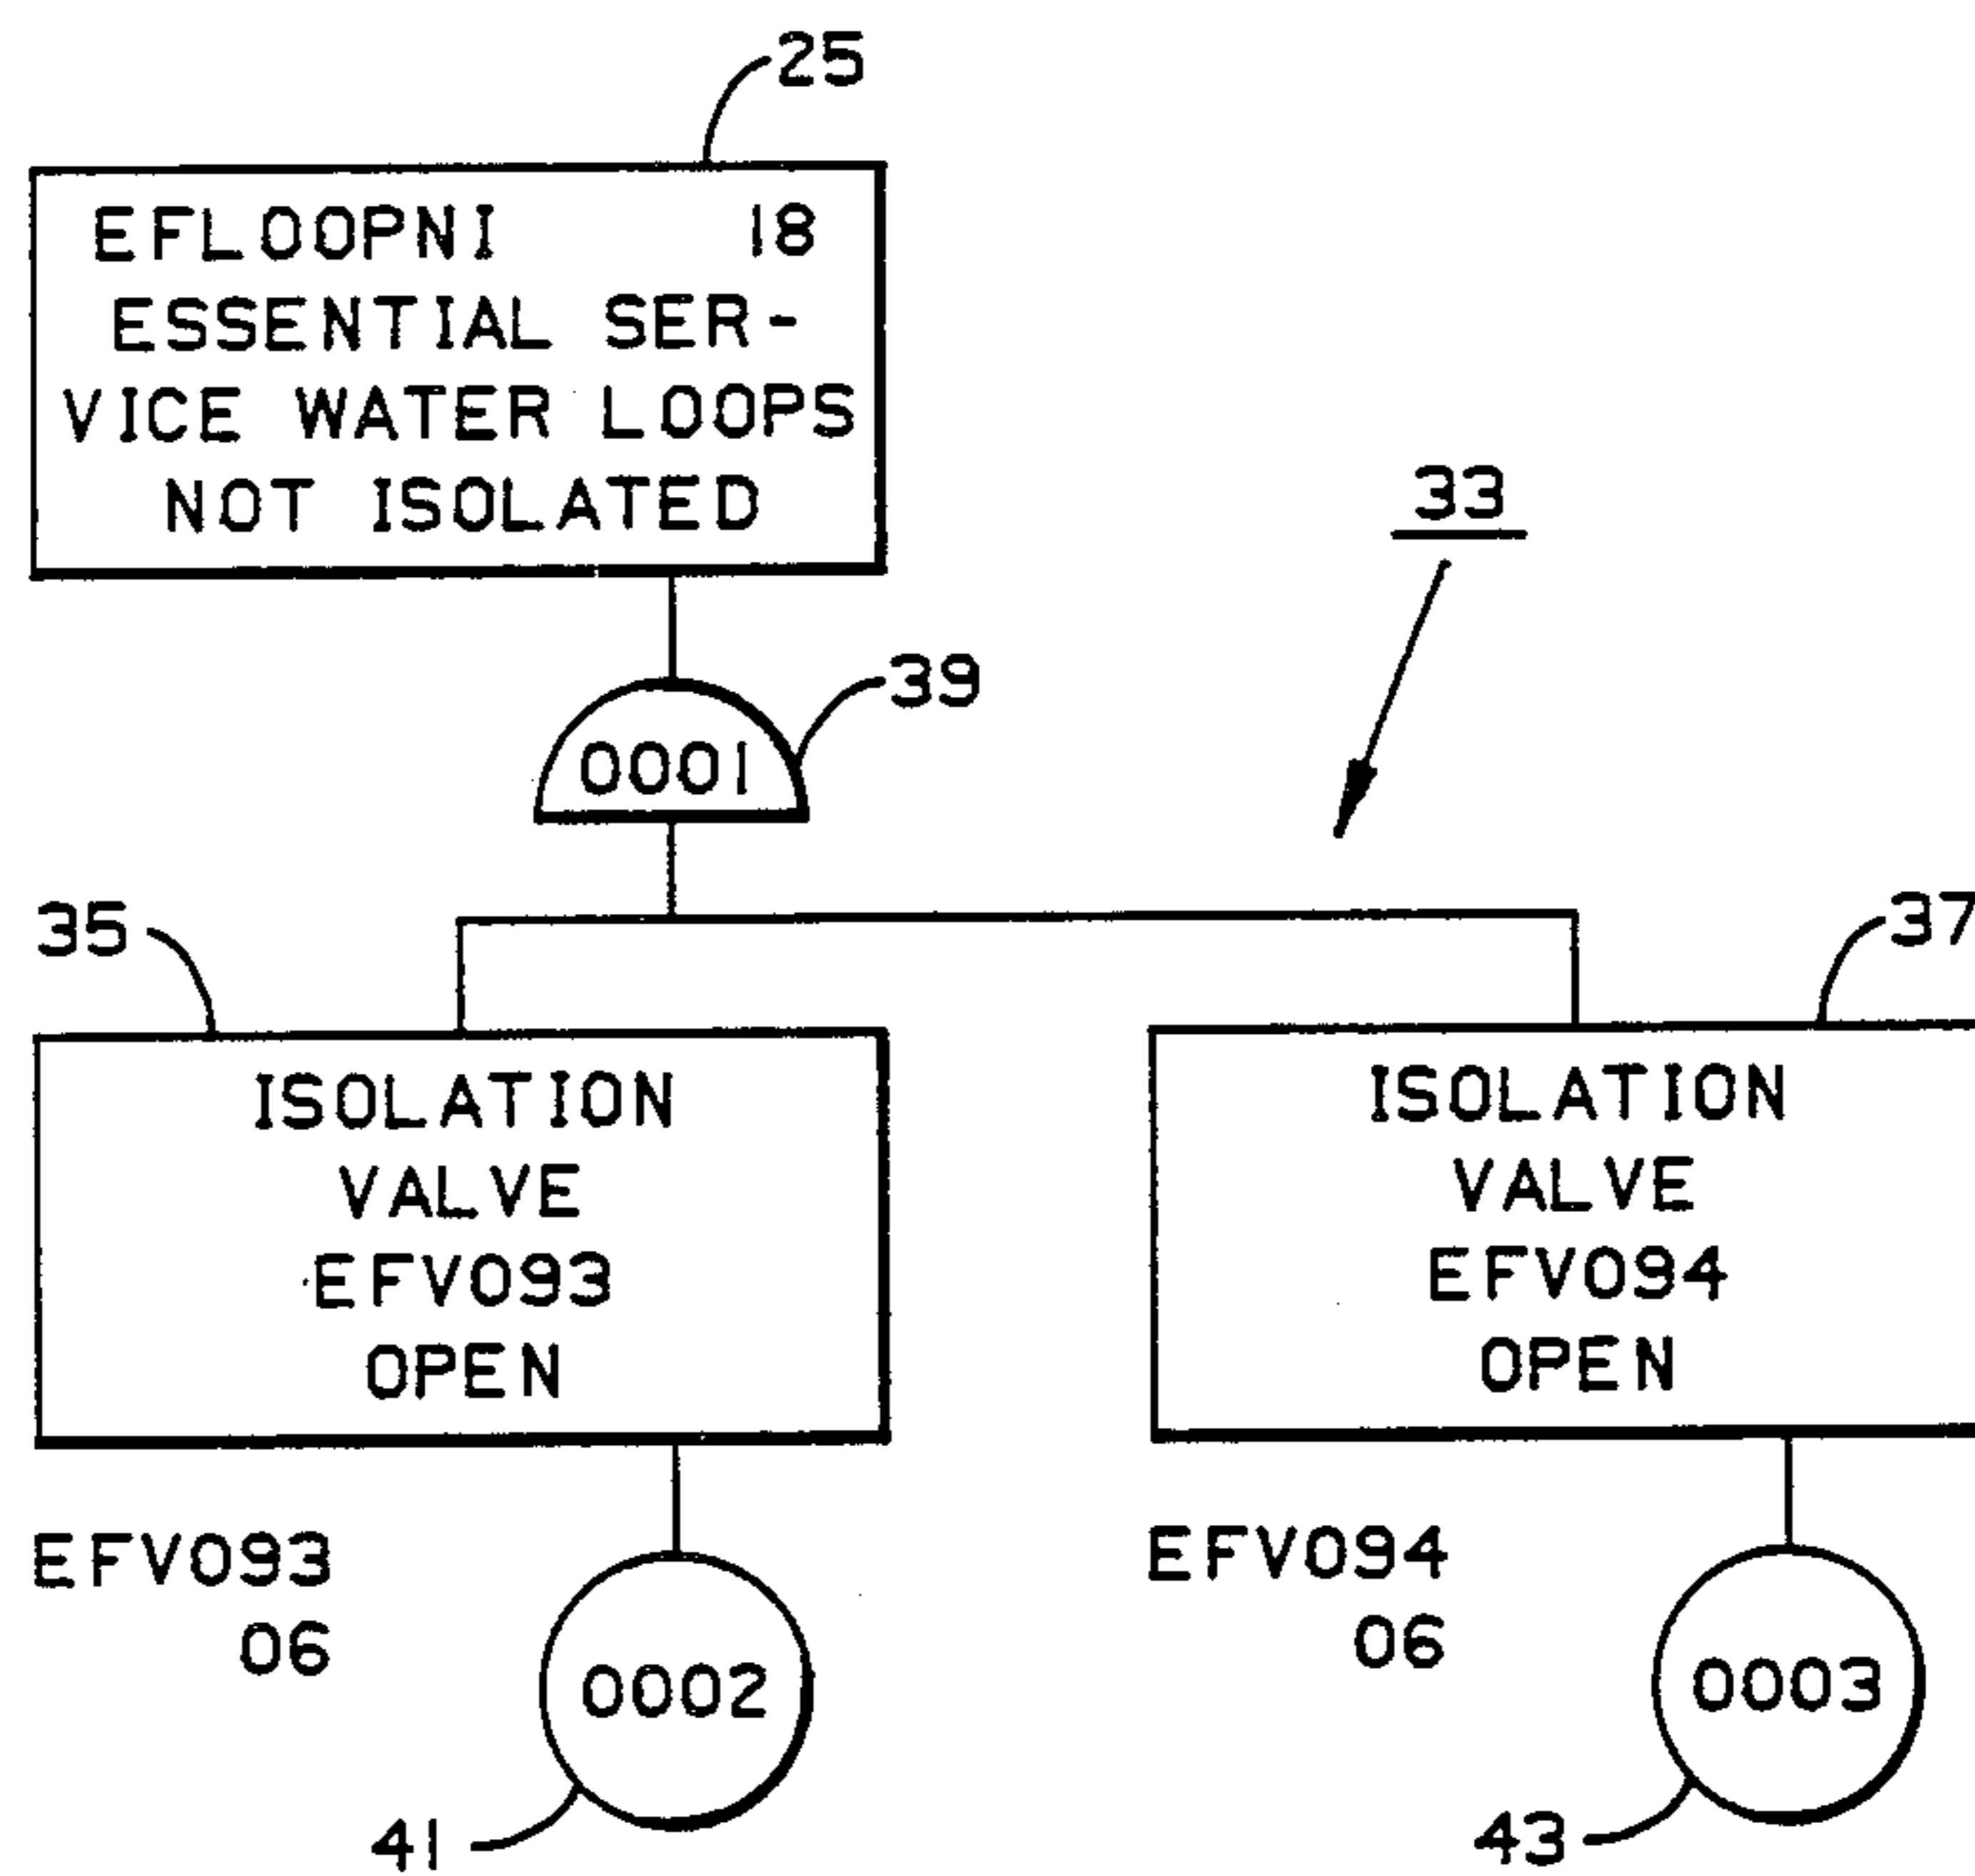 25
EFLOOPNI 18
ESSENTIAL SER-
VICE WATER LOOPS
NOT ISOLATED
33
39
0001
35
37
ISOLATION
VALVE
EFV093
OPEN
ISOLATION
VALVE
EFV094
OPEN
EFV093
06
0002
41
EFV094
06
0003
43